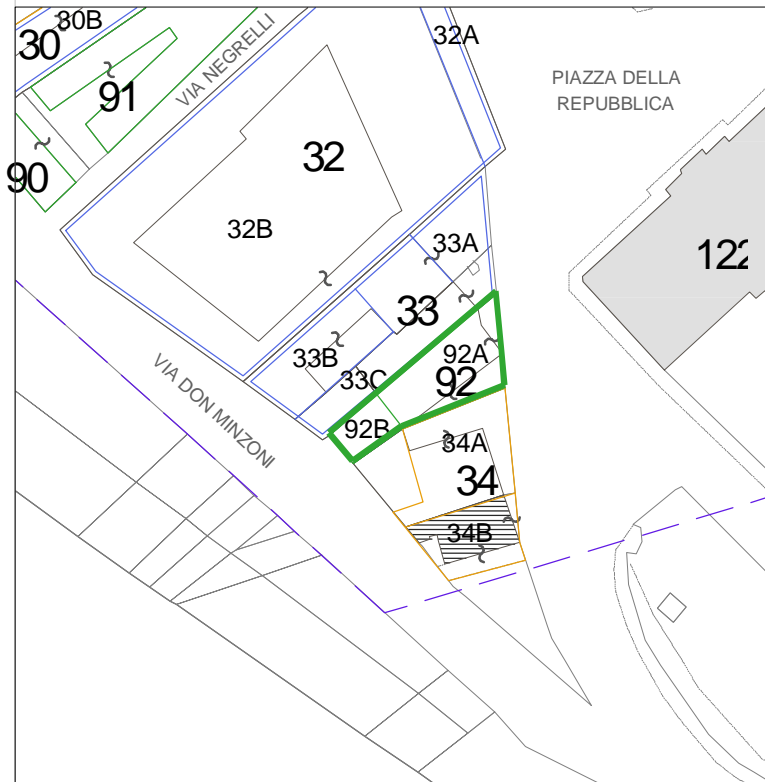 30B
30
32A
91
VIA NEGRELLI
PIAZZA DELLA
REPUBBLICA
32
90
32B
33A
122
33
33B
92A
33C
92
VIA DON MINZONI
92B
34A
34
34B